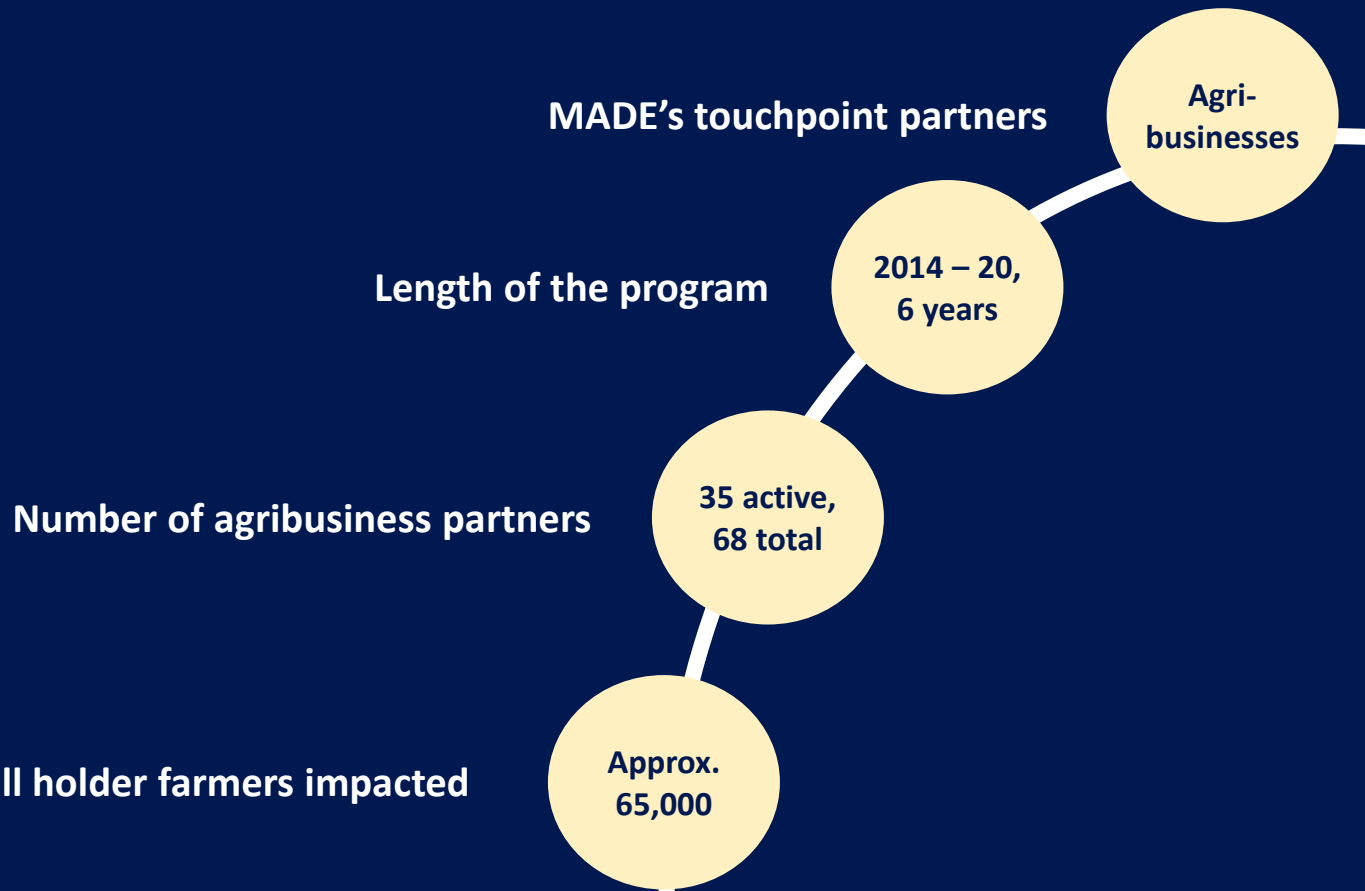 MADE's touchpoint partners
Agri-
businesses
Length of the program
2014 – 20,
6 years
Number of agribusiness partners
35 active,
68 total
ll holder farmers impacted
Approx.
65,000